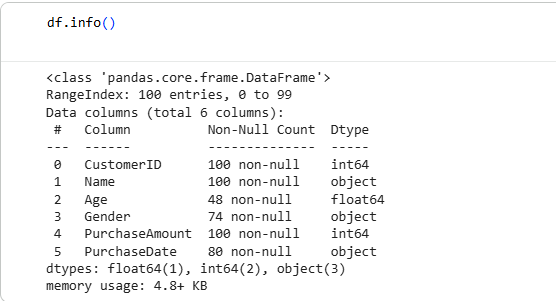 df.info()
<class 'pandas.core.frame.DataFrame'>
RangeIndex: 100 entries, 0 to 99
Data columns (total 6 columns):
 #   Column          Non-Null Count  Dtype
---  ------          --------------  -----
 0   CustomerID      100 non-null    int64
 1   Name            100 non-null    object
 2   Age             48 non-null     float64
 3   Gender          74 non-null     object
 4   PurchaseAmount  100 non-null    int64
 5   PurchaseDate    80 non-null     object
dtypes: float64(1), int64(2), object(3)
memory usage: 4.8+ KB